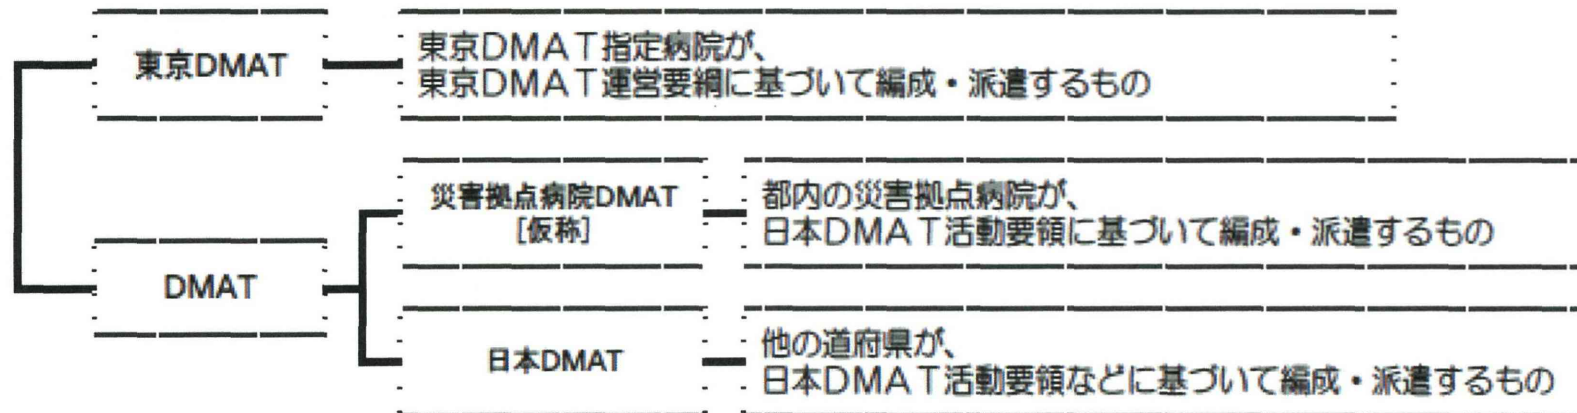 東京DMAT
東京DMAT指定病院が、
東京DMAT運営要綱に基づいて編成・派遣するもの
災害拠点病院DMAT
[仮称]
都内の災害拠点病院が、
日本DMAT活動要領に基づいて編成・派遣するもの
DMAT
日本DMAT
他の道府県が、
日本DMAT活動要領などに基づいて編成・派遣するもの